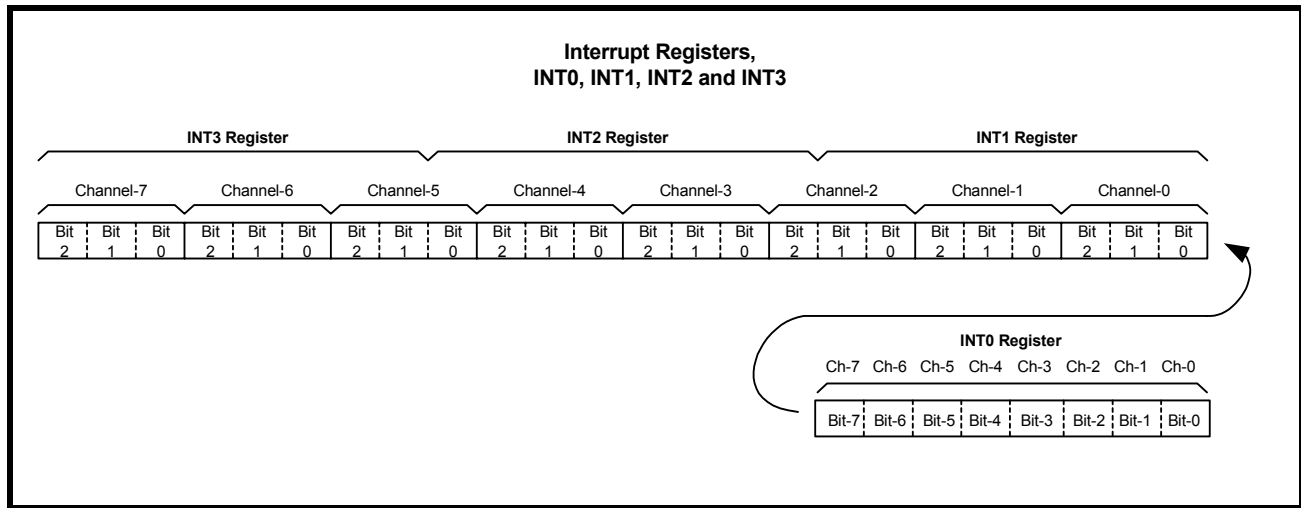 Interrupt Registers,
INT0, INT1, INT2 and INT3
INT3 Register INT2 Register INT1 Register
Channel-7 Channel-6 Channel-5 Channel-4 Channel-3 Channel-2 Channel-1 Channel-0
Bit Bit Bit Bit Bit Bit Bit Bit Bit Bit Bit Bit Bit Bit Bit Bit Bit Bit Bit Bit Bit Bit Bit Bit
2 1 0 2 1 0 2 1 0 2 1 0 2 1 0 2 1 0 2 1 0 2 1 0
INT0 Register
Ch-7 Ch-6 Ch-5 Ch-4 Ch-3 Ch-2 Ch-1 Ch-0
Bit-7 Bit-6 Bit-5 Bit-4 Bit-3 Bit-2 Bit-1 Bit-0